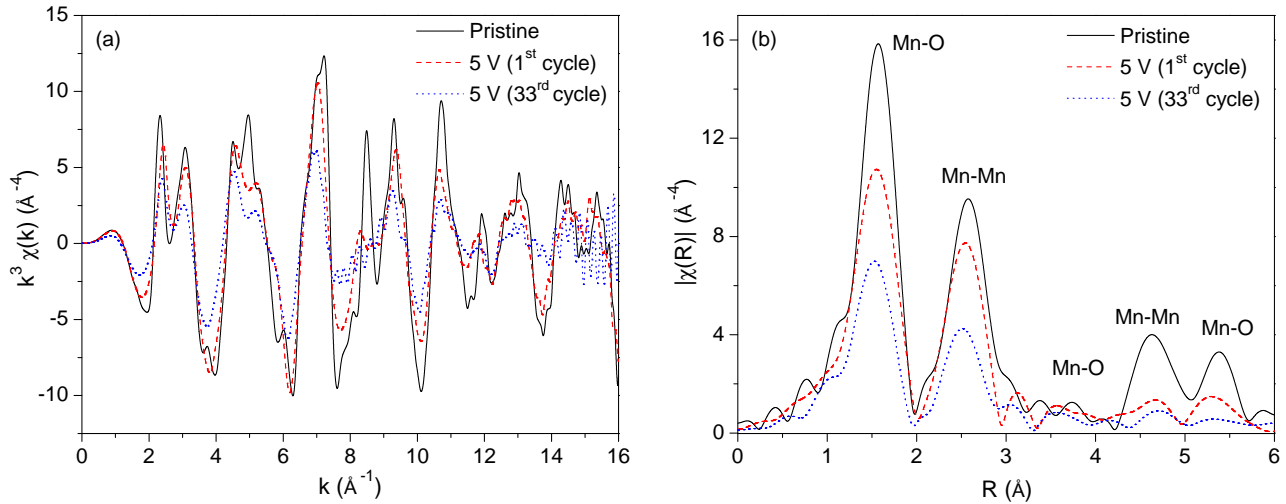 (a)
Pristine
5 V (1st cycle)
5 V (33rd cycle)
15
10
5
0
-5
-10
k3 χ(k) (Å-4)
0 2 4 6 8 10 12 14 16
k (Å-1)
(b)
Pristine
5 V (1st cycle)
5 V (33rd cycle)
Mn-O
Mn-Mn
Mn-O
Mn-Mn
Mn-O
16
12
8
4
0
|χ(R)| (Å-4)
0 1 2 3 4 5 6
R (Å)